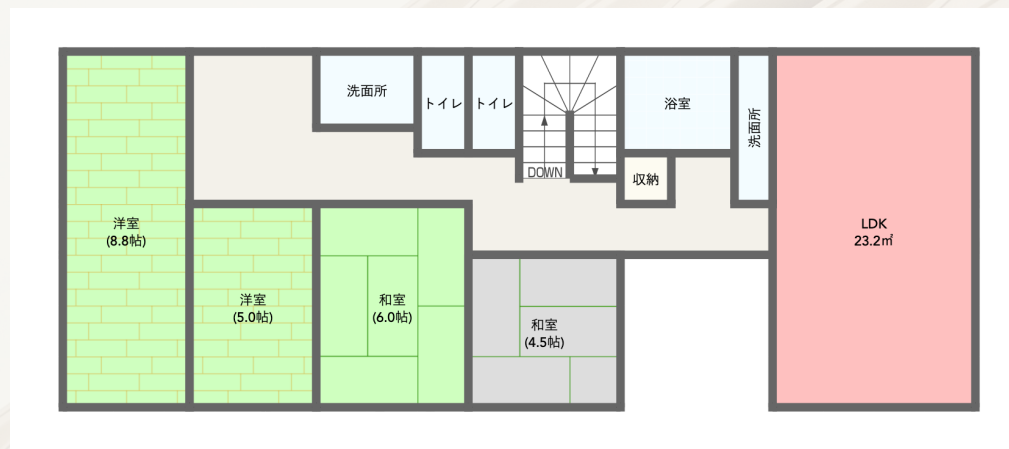 洗面所
トイレ
トイレ
DOWN
浴室
洗面所
収納
洋室
(8.8帖)
洋室
(5.0帖)
和室
(6.0帖)
和室
(4.5帖)
LDK
23.2㎡